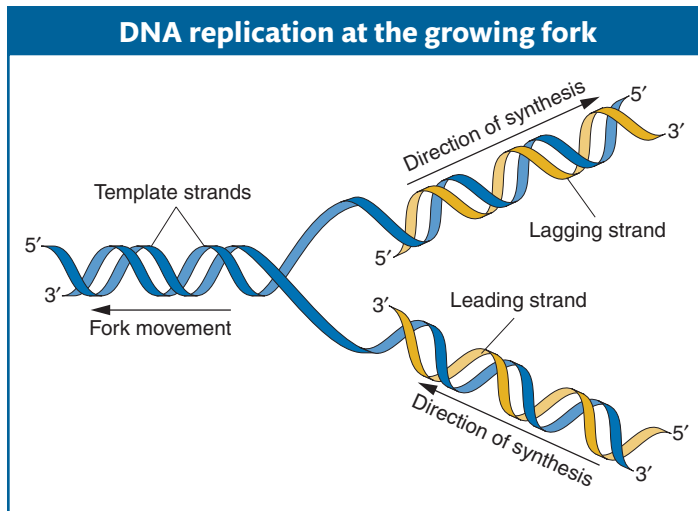 DNA replication at the growing fork
Direction of synthesis
5′
3′
Template strands
Lagging strand
5′
5′
3′
3′
Leading strand
Fork movement
Direction of synthesis
5′
3′